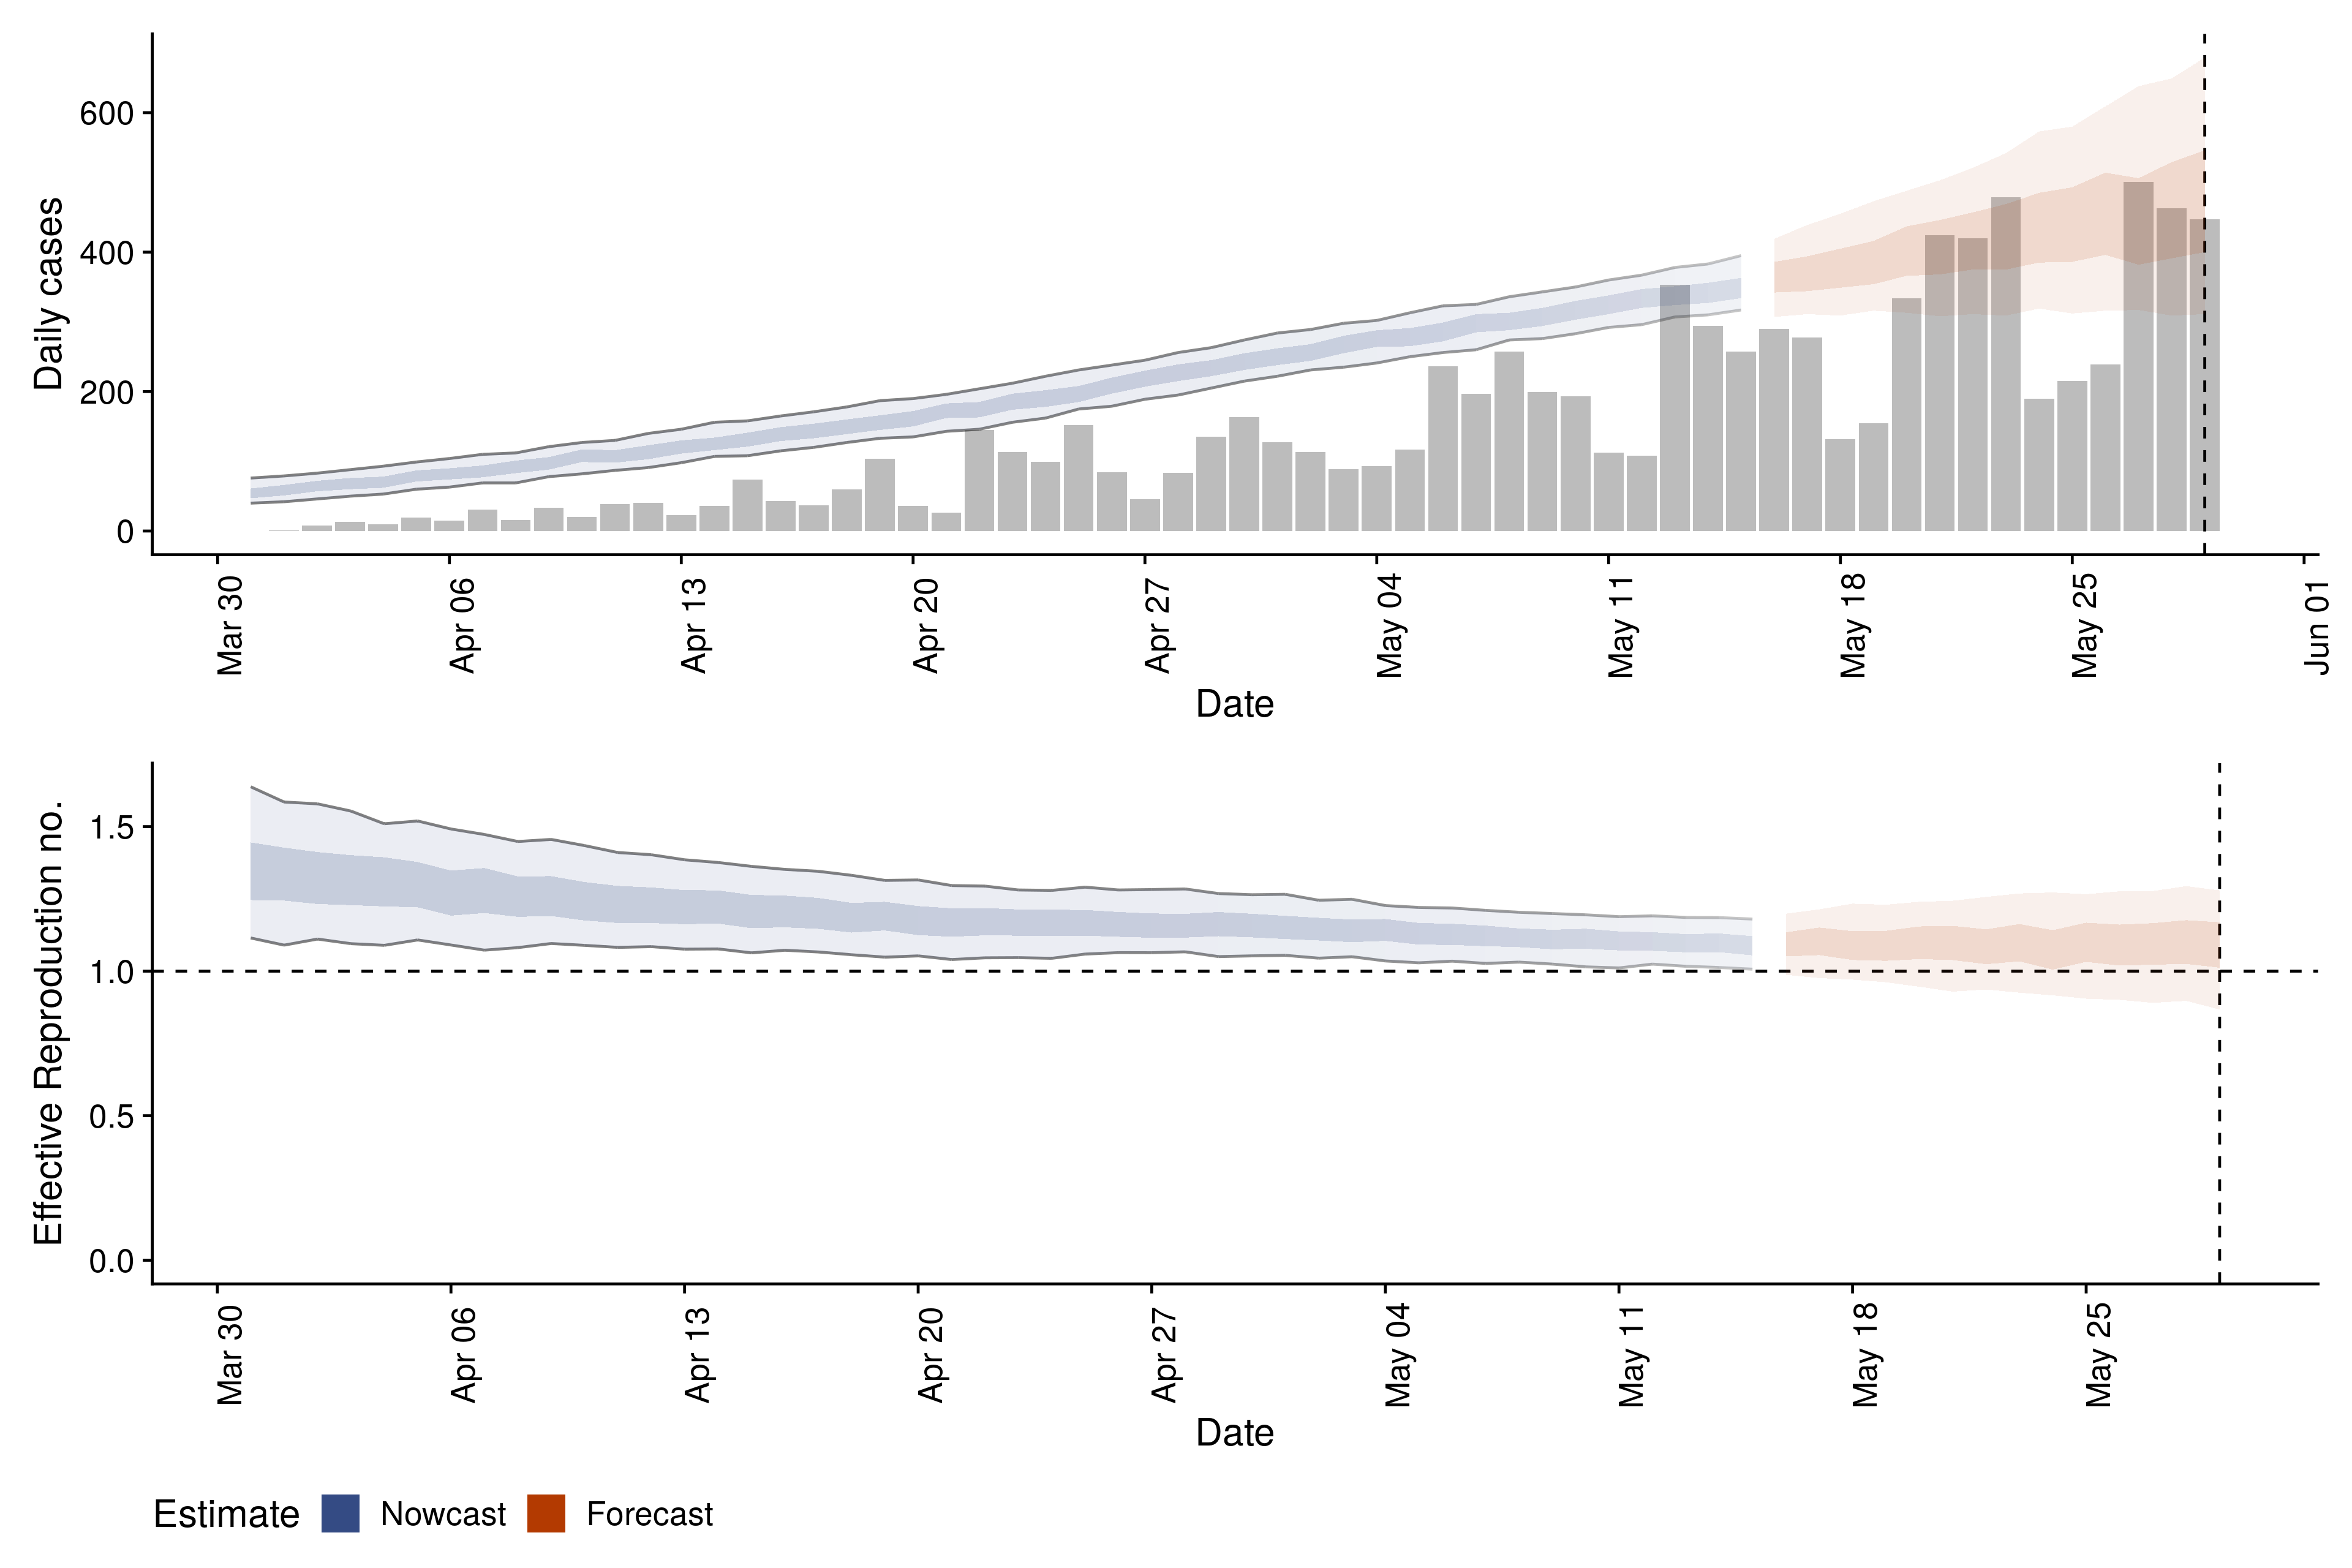 Daily cases
600
400
200
0
Mar 30
Apr 06
Apr 13
Apr 20
Apr 27
May 04
May 11
May 18
May 25
Jun 01
Date
Effective Reproduction no.
1.5
1.0
0.5
0.0
Mar 30
Apr 06
Apr 13
Apr 20
Apr 27
May 04
May 11
May 18
May 25
Date
Estimate Nowcast Forecast